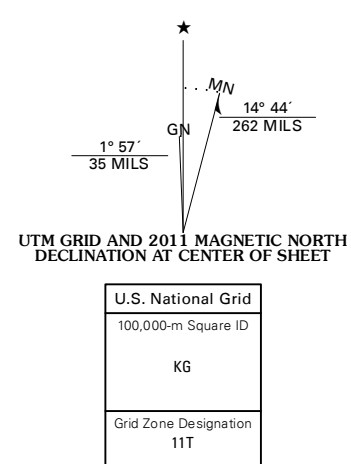 ★
MN
14° 44´
262 MILS
GN
1° 57´
35 MILS
UTM GRID AND 2011 MAGNETIC NORTH
DECLINATION AT CENTER OF SHEET
U.S. National Grid
100,000-m Square ID
KG
Grid Zone Designation
11T